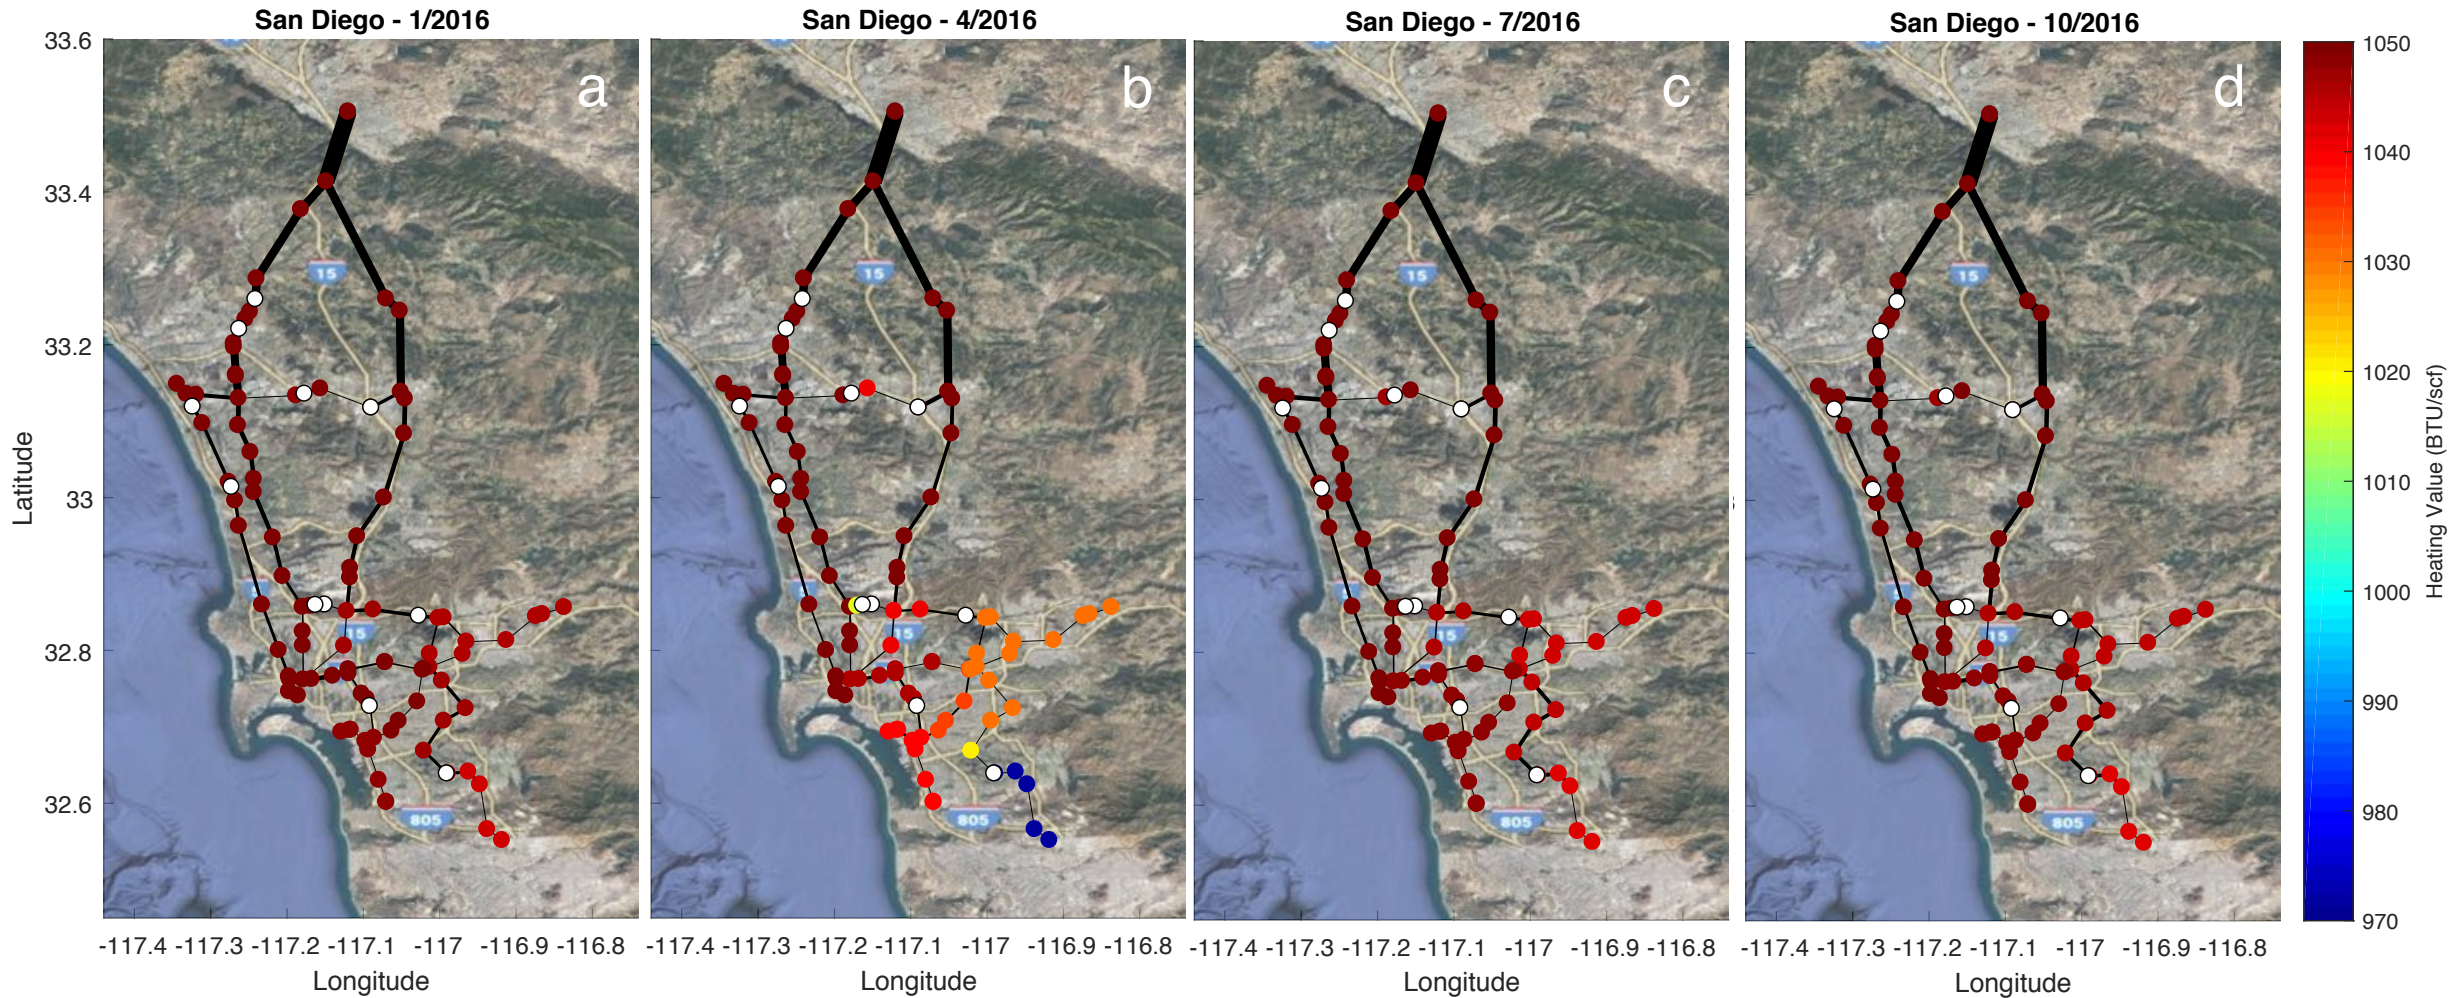 San Diego - 1/2016
San Diego - 4/2016
San Diego - 7/2016
San Diego - 10/2016
a
b
c
d
33.6
33.4
33.2
33
32.8
32.6
Latitude
15
15
805
15
15
805
15
15
805
15
15
805
-117.4 -117.3 -117.2 -117.1 -117 -116.9 -116.8
-117.4 -117.3 -117.2 -117.1 -117 -116.9 -116.8
-117.4 -117.3 -117.2 -117.1 -117 -116.9 -116.8
-117.4 -117.3 -117.2 -117.1 -117 -116.9 -116.8
Longitude
Longitude
Longitude
Longitude
1050
1040
1030
1020
1010
1000
990
980
970
Heating Value (BTU/scf)